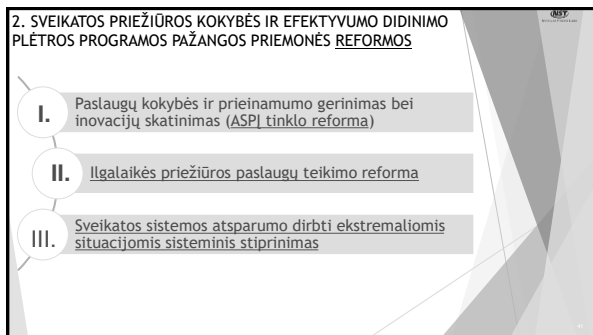 2. SVEIKATOS PRIEŽIŪROS KOKYBĖS IR EFEKTYVUMO DIDINIMO
PLĖTROS PROGRAMOS PAŽANGOS PRIEMONĖS REFORMOS
NST
I.
Paslaugų kokybės ir prieinamumo gerinimas bei
inovacijų skatinimas (ASPĮ tinklo reforma)
II.
Ilgalaikės priežiūros paslaugų teikimo reforma
III.
Sveikatos sistemos atsparumo dirbti ekstremaliomis
situacijomis sisteminis stiprinimas